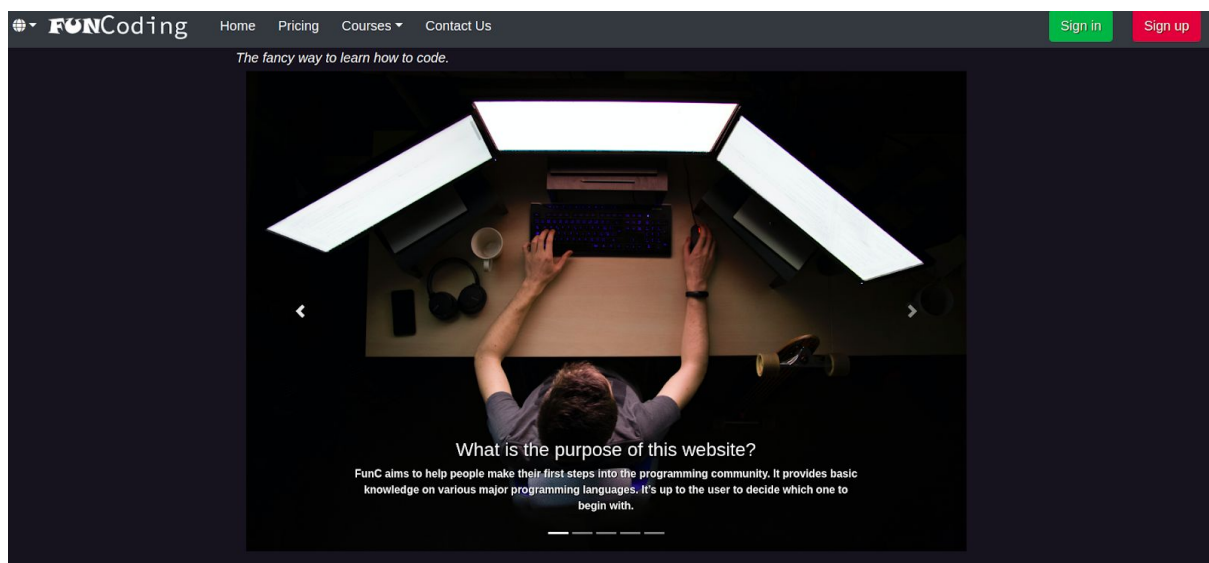 FUNCoding Home Pricing Courses Contact Us Sign in Sign up
The fancy way to learn how to code.
What is the purpose of this website?
FunC aims to help people make their first steps into the programming community. It provides basic
knowledge on various major programming languages. It's up to the user to decide which one to
begin with.